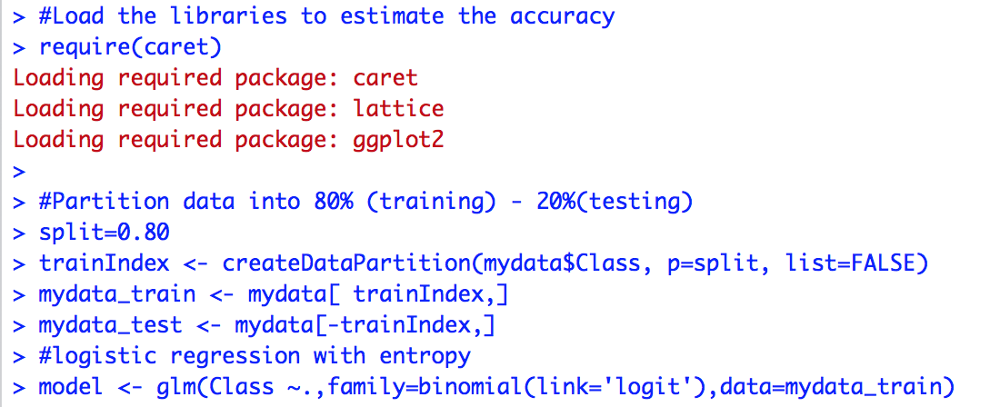 > #Load the libraries to estimate the accuracy
> require(caret)
Loading required package: caret
Loading required package: lattice
Loading required package: ggplot2
>
> #Partition data into 80% (training) - 20%(testing)
> split=0.80
> trainIndex <- createDataPartition(mydata$Class, p=split, list=FALSE)
> mydata_train <- mydata[ trainIndex,]
> mydata_test <- mydata[-trainIndex,]
> #logistic regression with entropy
> model <- glm(Class ~.,family=binomial(link='logit'),data=mydata_train)